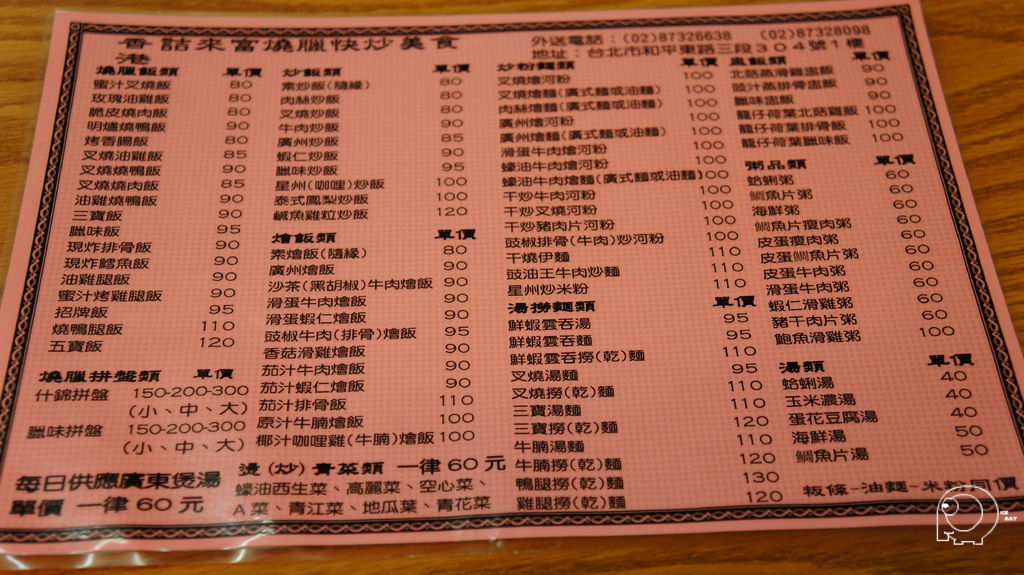 香詰來富燒臘快炒美食
港
外送電話：(02)87326638 (02)87328098
地址：台北市和平東路三段304號1樓
燒臘飯類 單價
蜜汁叉燒飯 80
玫瑰油雞飯 80
脆皮燒肉飯 80
明爐燒鴨飯 90
烤香腸飯 80
叉燒油雞飯 85
叉燒燒鴨飯 90
叉燒燒肉飯 85
油雞燒鴨飯 90
三寶飯 90
臘味飯 95
現炸排骨飯 90
現炸鱈魚飯 90
油雞腿飯 90
蜜汁烤雞腿飯 90
招牌飯 95
燒鴨腿飯 110
五寶飯 120
燒臘拼盤類 單價
什錦拼盤 150-200-300
(小、中、大)
臘味拼盤 150-200-300
(小、中、大)
每日供應廣東煲湯
單價 一律 60 元
炒飯類 單價
素炒飯(隨緣) 80
肉絲炒飯 80
叉燒炒飯 80
牛肉炒飯 90
廣州炒飯 85
蝦仁炒飯 90
臘味炒飯 95
星州(咖哩)炒飯 100
泰式鳳梨炒飯 100
鹹魚雞粒炒飯 120
燴飯類 單價
素燴飯(隨緣) 80
廣州燴飯 90
沙茶(黑胡椒)牛肉燴飯 90
滑蛋牛肉燴飯 90
滑蛋蝦仁燴飯 90
豉椒牛肉(排骨)燴飯 95
香菇滑雞燴飯 90
茄汁牛肉燴飯 90
茄汁蝦仁燴飯 90
茄汁排骨飯 110
原汁牛腩燴飯 100
椰汁咖哩雞(牛腩)燴飯 100
燙(炒)青菜類 一律 60 元
蠔油西生菜、高麗菜、空心菜、
A菜、青江菜、地瓜葉、青花菜
炒粉麵類 單價
叉燒燴河粉 100
叉燒燴麵(廣式麵或油麵) 100
肉絲燴麵(廣式麵或油麵) 100
廣州燴河粉 100
廣州燴麵(廣式麵或油麵) 100
滑蛋牛肉燴河粉 100
蠔油牛肉燴河粉 100
蠔油牛肉燴麵(廣式麵或油麵) 100
干炒牛肉河粉 100
干炒叉燒河粉 100
干炒豬肉片河粉 100
豉椒排骨(牛肉)炒河粉 100
干燒伊麵 110
豉油王牛肉炒麵 110
星州炒米粉 110
湯撈麵類 單價
鮮蝦雲吞湯 95
鮮蝦雲吞麵 95
鮮蝦雲吞撈(乾)麵 110
叉燒湯麵 95
叉燒撈(乾)麵 110
三寶湯麵 110
三寶撈(乾)麵 120
牛腩湯麵 110
牛腩撈(乾)麵 120
鴨腿撈(乾)麵 130
雞腿撈(乾)麵 120
盅飯類 單價
北菇蒸滑雞盅飯 90
豉汁蒸排骨盅飯 90
臘味盅飯 90
籠仔荷葉北菇雞飯 100
籠仔荷葉排骨飯 100
籠仔荷葉臘味飯 100
粥品類 單價
蛤蜊粥 60
鯛魚片粥 60
海鮮粥 60
鯛魚片瘦肉粥 60
皮蛋瘦肉粥 60
皮蛋鯛魚片粥 60
皮蛋牛肉粥 60
滑蛋牛肉粥 60
蝦仁滑雞粥 60
豬干肉片粥 60
鮑魚滑雞粥 100
湯類 單價
蛤蜊湯 40
玉米濃湯 40
蛋花豆腐湯 40
海鮮湯 50
鯛魚片湯 50
板條-油麵-米粉同價
ICE
EAT